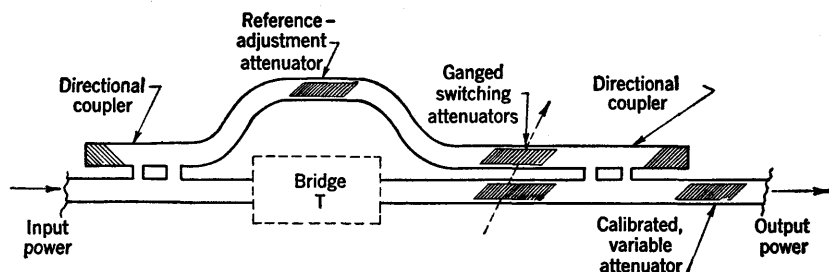 Reference–
adjustment
attenuator
Directional
coupler
Ganged
switching
attenuators
Directional
coupler
Bridge
T
Input
power
Calibrated,
variable
attenuator
Output
power